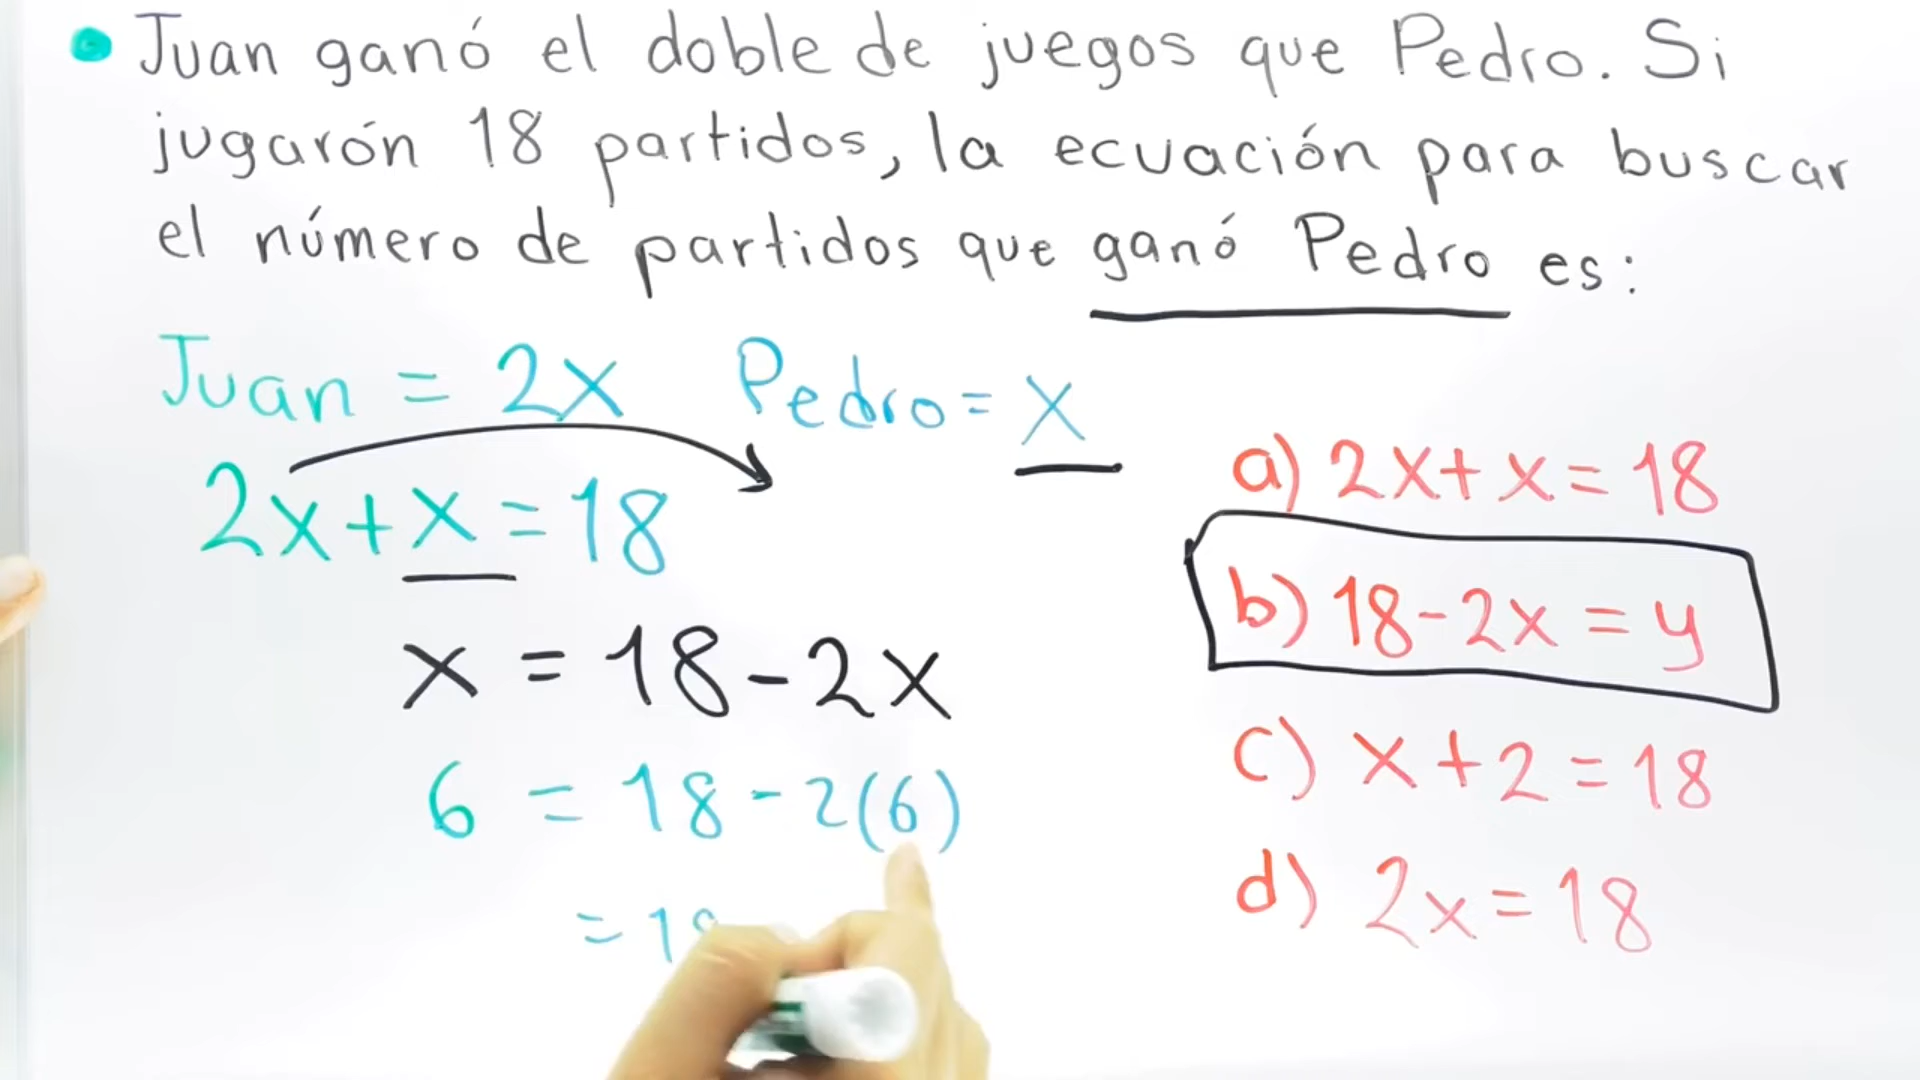 Juan ganó el doble de juegos que Pedro. Si
jugarón 18 partidos, la ecuación para buscar
el número de partidos que ganó Pedro es:
Juan = 2x Pedro = x
2x + x = 18
x = 18 - 2x
6 = 18 - 2(6)
= 18
a) 2x + x = 18
b) 18 - 2x = y
c) x + 2 = 18
d) 2x = 18